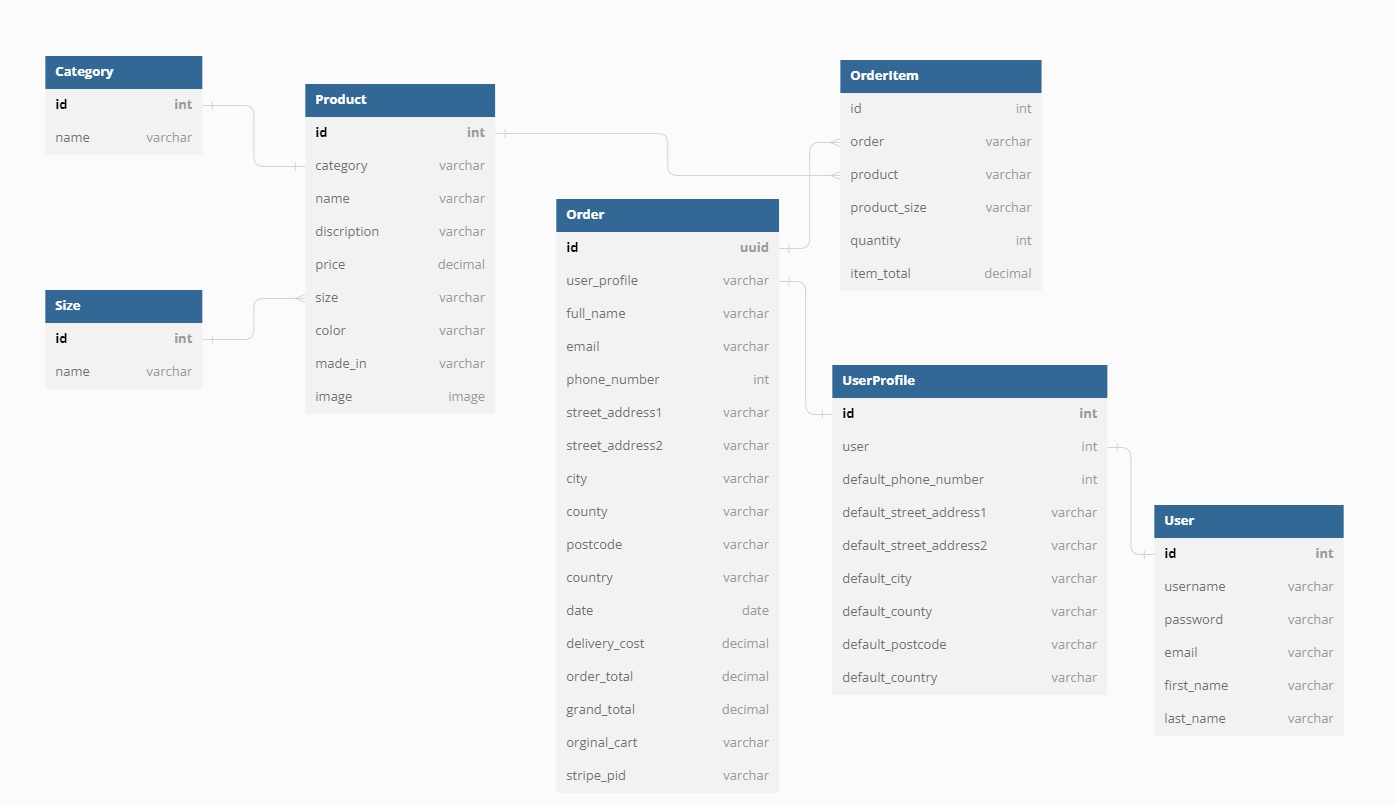 Category
id int
name varchar
Product
id int
category varchar
name varchar
discription varchar
price decimal
size varchar
color varchar
made_in varchar
image image
Size
id int
name varchar
Order
id uuid
user_profile varchar
full_name varchar
email varchar
phone_number int
street_address1 varchar
street_address2 varchar
city varchar
county varchar
postcode varchar
country varchar
date date
delivery_cost decimal
order_total decimal
grand_total decimal
orginal_cart varchar
stripe_pid varchar
OrderItem
id int
order varchar
product varchar
product_size varchar
quantity int
item_total decimal
UserProfile
id int
user int
default_phone_number int
default_street_address1 varchar
default_street_address2 varchar
default_city varchar
default_county varchar
default_postcode varchar
default_country varchar
User
id int
username varchar
password varchar
email varchar
first_name varchar
last_name varchar